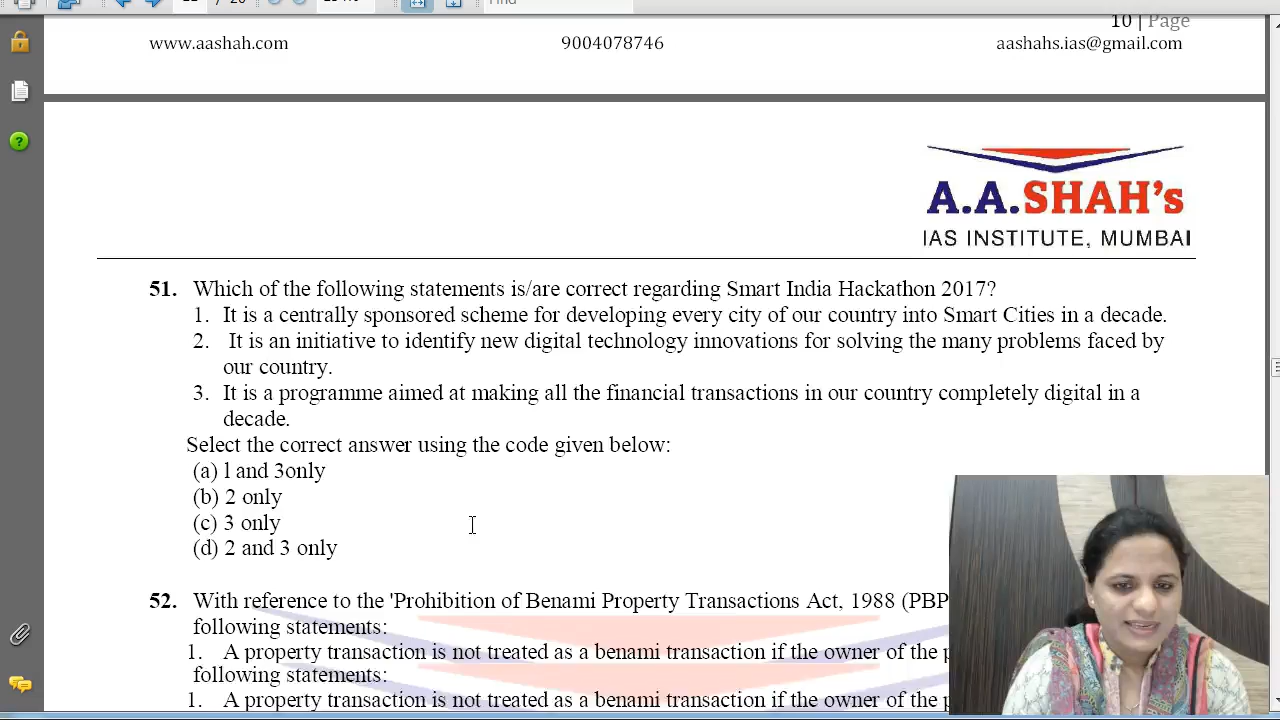 10 | Page
www.aashah.com 9004078746 aashahs.ias@gmail.com
A.A.SHAH's
IAS INSTITUTE, MUMBAI
51. Which of the following statements is/are correct regarding Smart India Hackathon 2017?
1. It is a centrally sponsored scheme for developing every city of our country into Smart Cities in a decade.
2. It is an initiative to identify new digital technology innovations for solving the many problems faced by
our country.
3. It is a programme aimed at making all the financial transactions in our country completely digital in a
decade.
Select the correct answer using the code given below:
(a) l and 3only
(b) 2 only
(c) 3 only
(d) 2 and 3 only
52. With reference to the 'Prohibition of Benami Property Transactions Act, 1988 (PBP
following statements:
1. A property transaction is not treated as a benami transaction if the owner of the
following statements:
1. A property transaction is not treated as a benami transaction if the owner of the